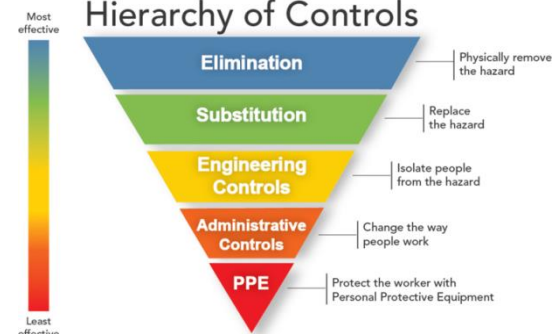 Hierarchy of Controls
Most
effective
Elimination
Physically remove
the hazard
Substitution
Replace
the hazard
Engineering
Controls
Isolate people
from the hazard
Administrative
Controls
Change the way
people work
PPE
Protect the worker with
Personal Protective Equipment
Least
effective